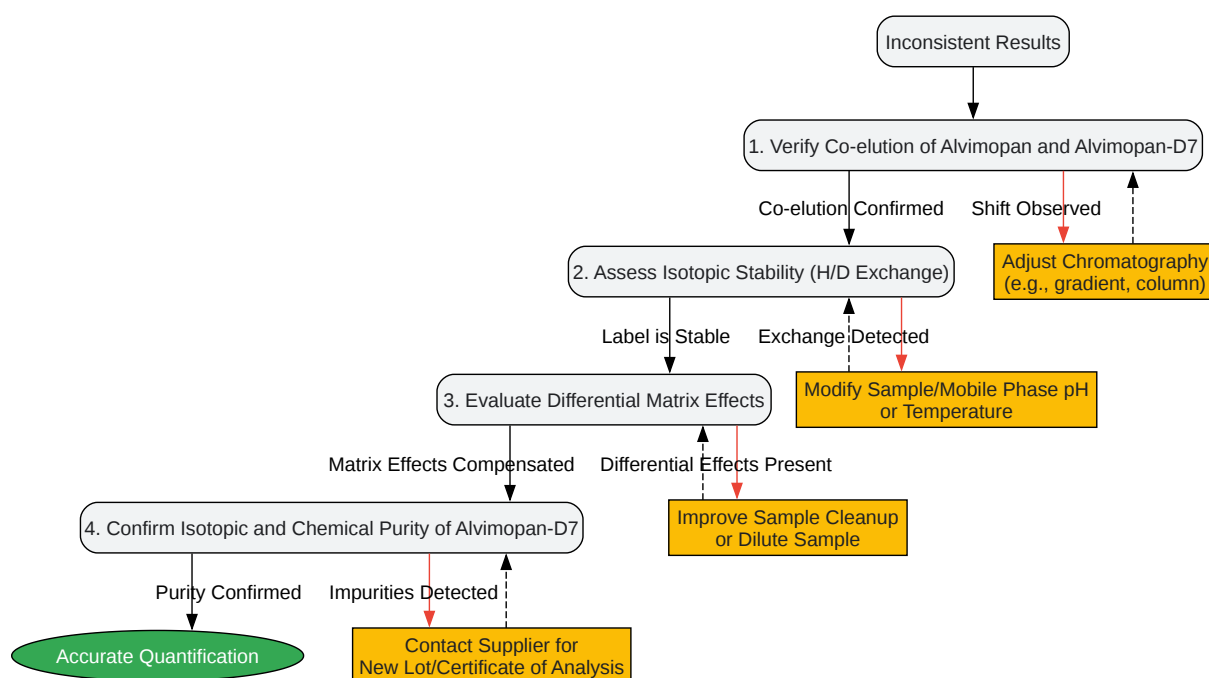 Inconsistent Results
1. Verify Co-elution of Alvimopan and Alvimopan-D7
Co-elution Confirmed
Shift Observed
2. Assess Isotopic Stability (H/D Exchange)
Adjust Chromatography
(e.g., gradient, column)
Label is Stable
Exchange Detected
3. Evaluate Differential Matrix Effects
Modify Sample/Mobile Phase pH
or Temperature
Matrix Effects Compensated
Differential Effects Present
4. Confirm Isotopic and Chemical Purity of Alvimopan-D7
Improve Sample Cleanup
or Dilute Sample
Purity Confirmed
Impurities Detected
Accurate Quantification
Contact Supplier for
New Lot/Certificate of Analysis